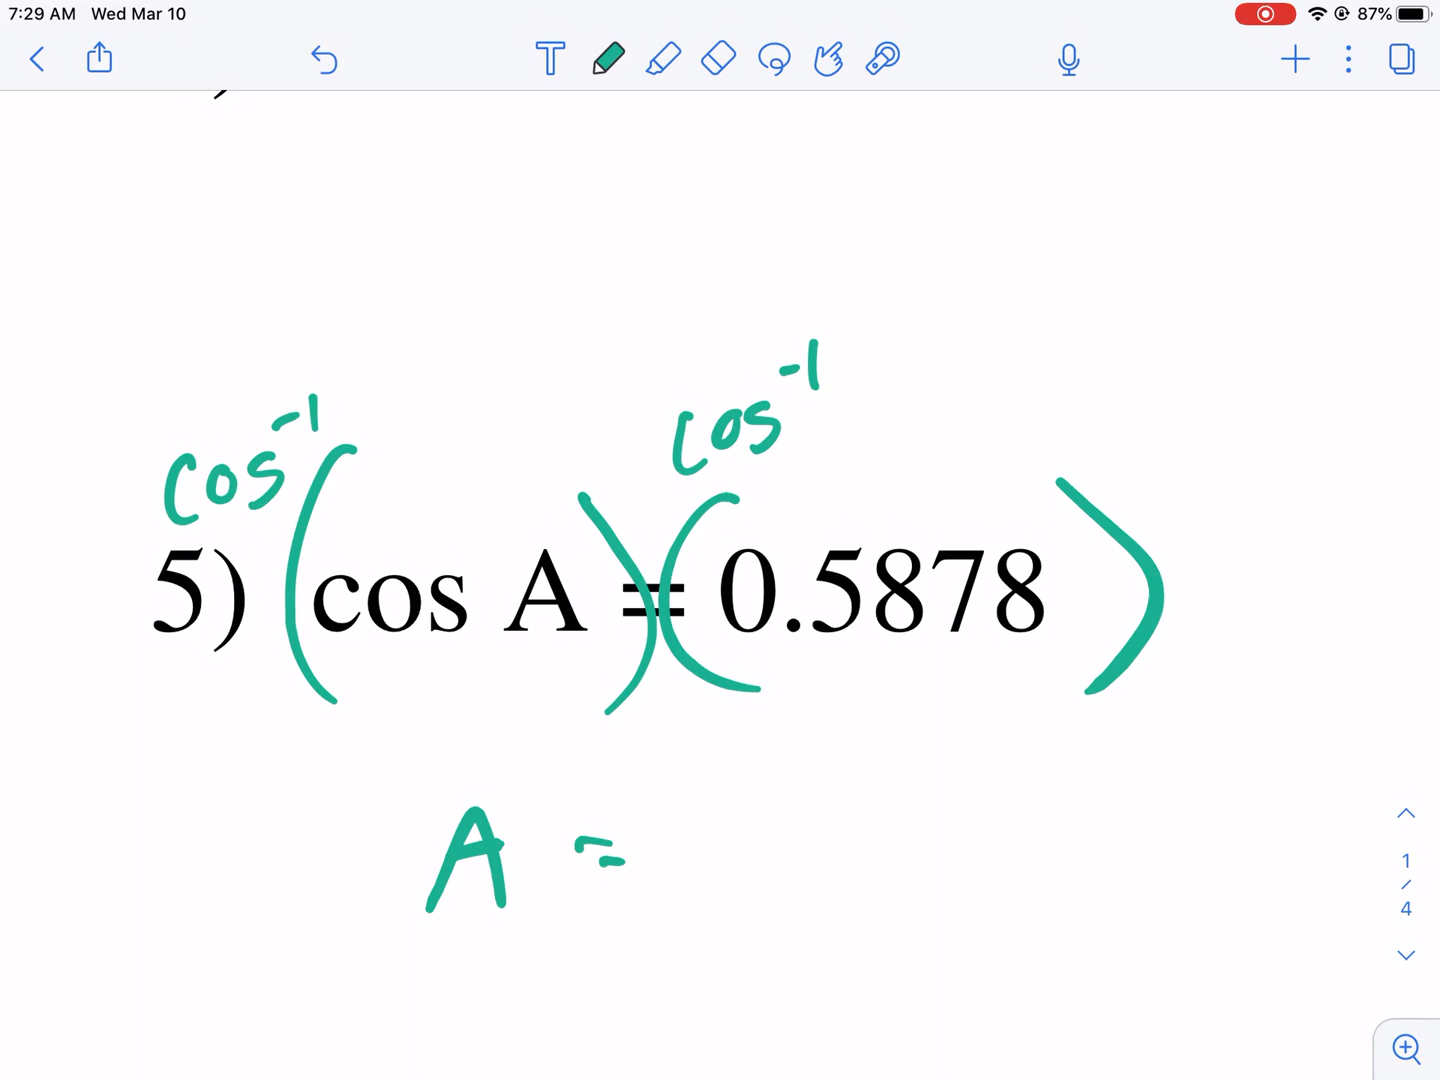 7:29 AM Wed Mar 10 87%
T
cos⁻¹ cos⁻¹
5) (cos A) = (0.5878)
A =
1
/
4